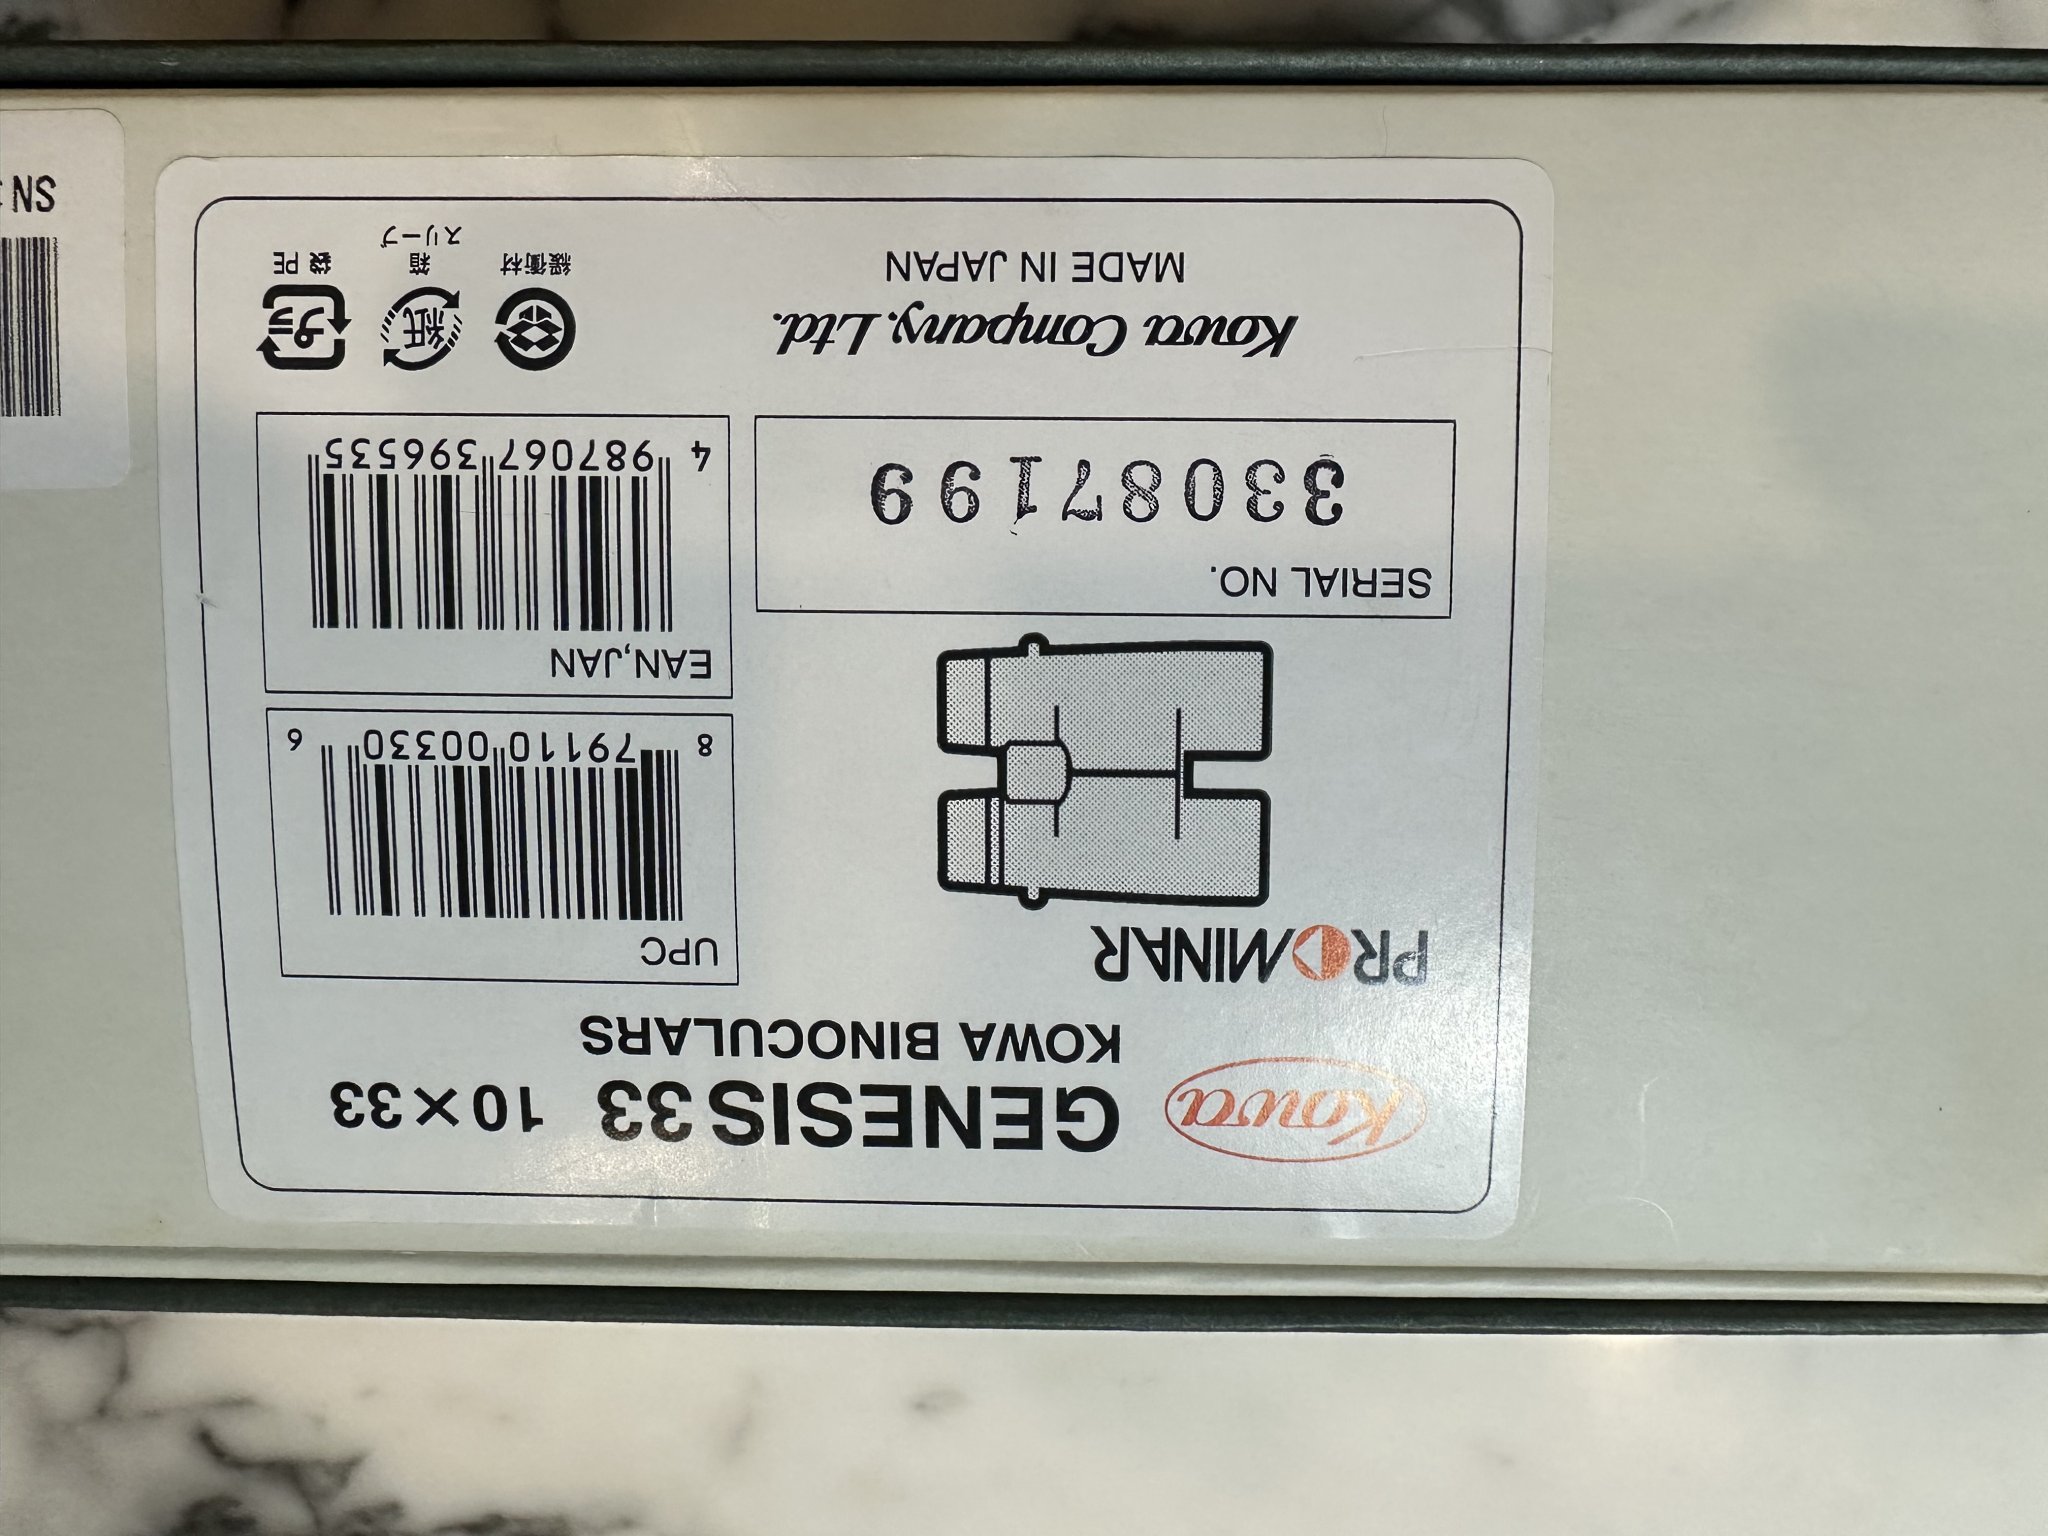 Kowa GENESIS 33 10×33
KOWA BINOCULARS
PROMINAR
UPC
8 79110 00330 6
EAN,JAN
4 987067 396535
SERIAL NO.
33087199
Kowa Company, Ltd.
MADE IN JAPAN
緩衝材
紙
箱
スリーブ
プラ
袋 PE
SN